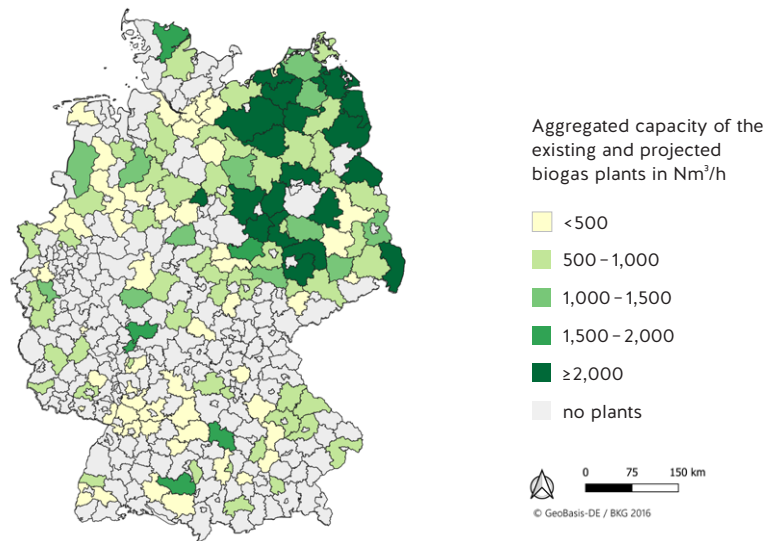 Aggregated capacity of the
existing and projected
biogas plants in Nm³/h
<500
500 – 1,000
1,000 – 1,500
1,500 – 2,000
≥2,000
no plants
0 75 150 km
© GeoBasis-DE / BKG 2016